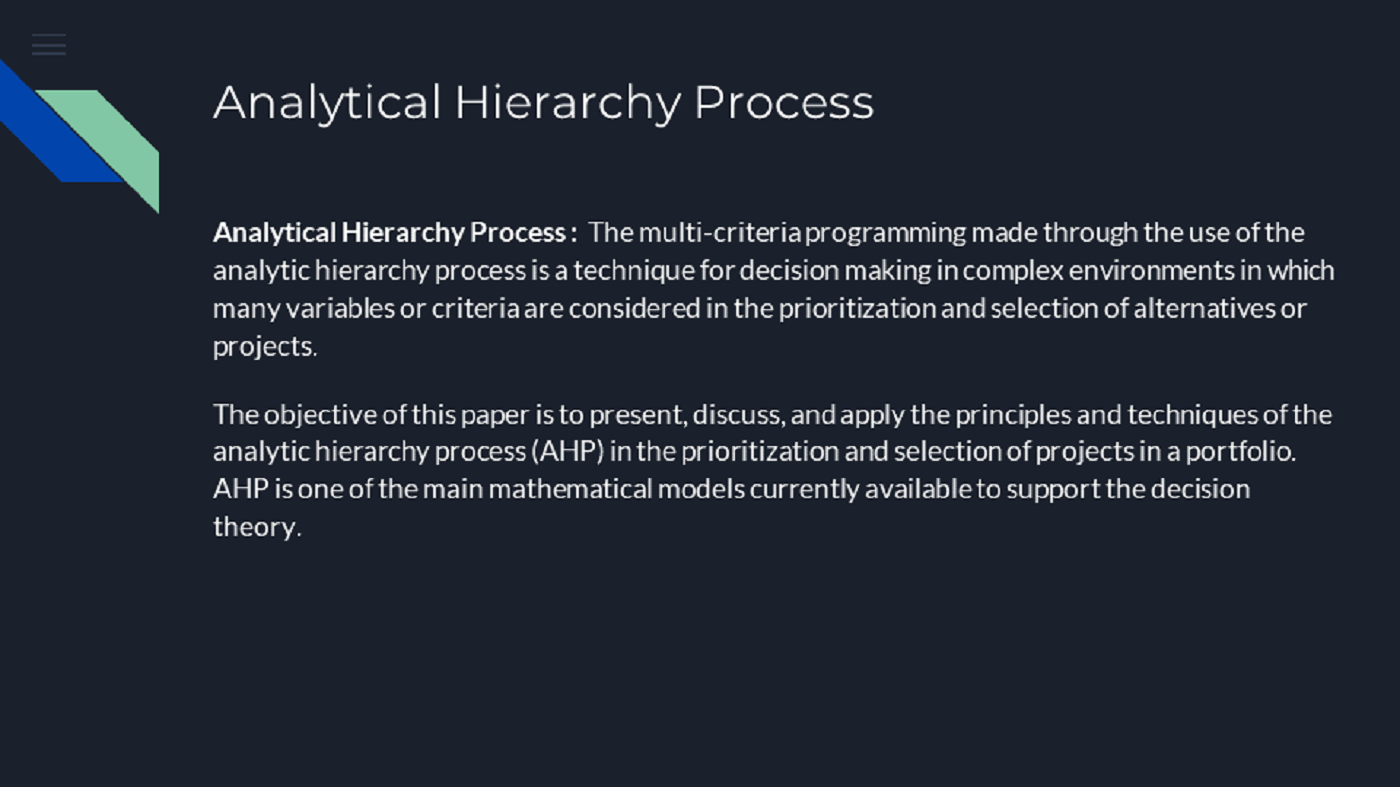 Analytical Hierarchy Process
Analytical Hierarchy Process : The multi-criteria programming made through the use of the
analytic hierarchy process is a technique for decision making in complex environments in which
many variables or criteria are considered in the prioritization and selection of alternatives or
projects.
The objective of this paper is to present, discuss, and apply the principles and techniques of the
analytic hierarchy process (AHP) in the prioritization and selection of projects in a portfolio.
AHP is one of the main mathematical models currently available to support the decision
theory.